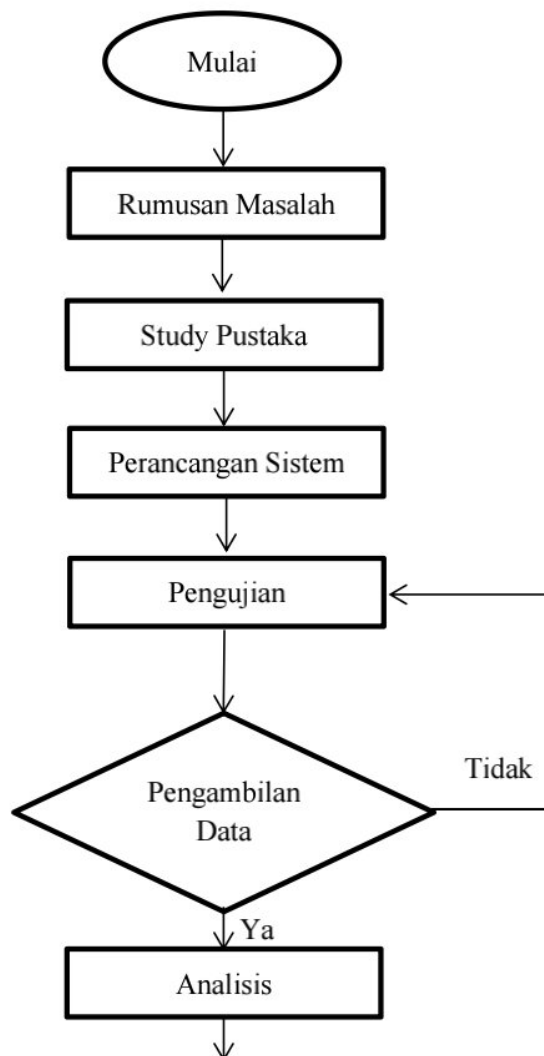 Mulai
Rumusan Masalah
Study Pustaka
Perancangan Sistem
Pengujian
Tidak
Pengambilan
Data
Ya
Analisis